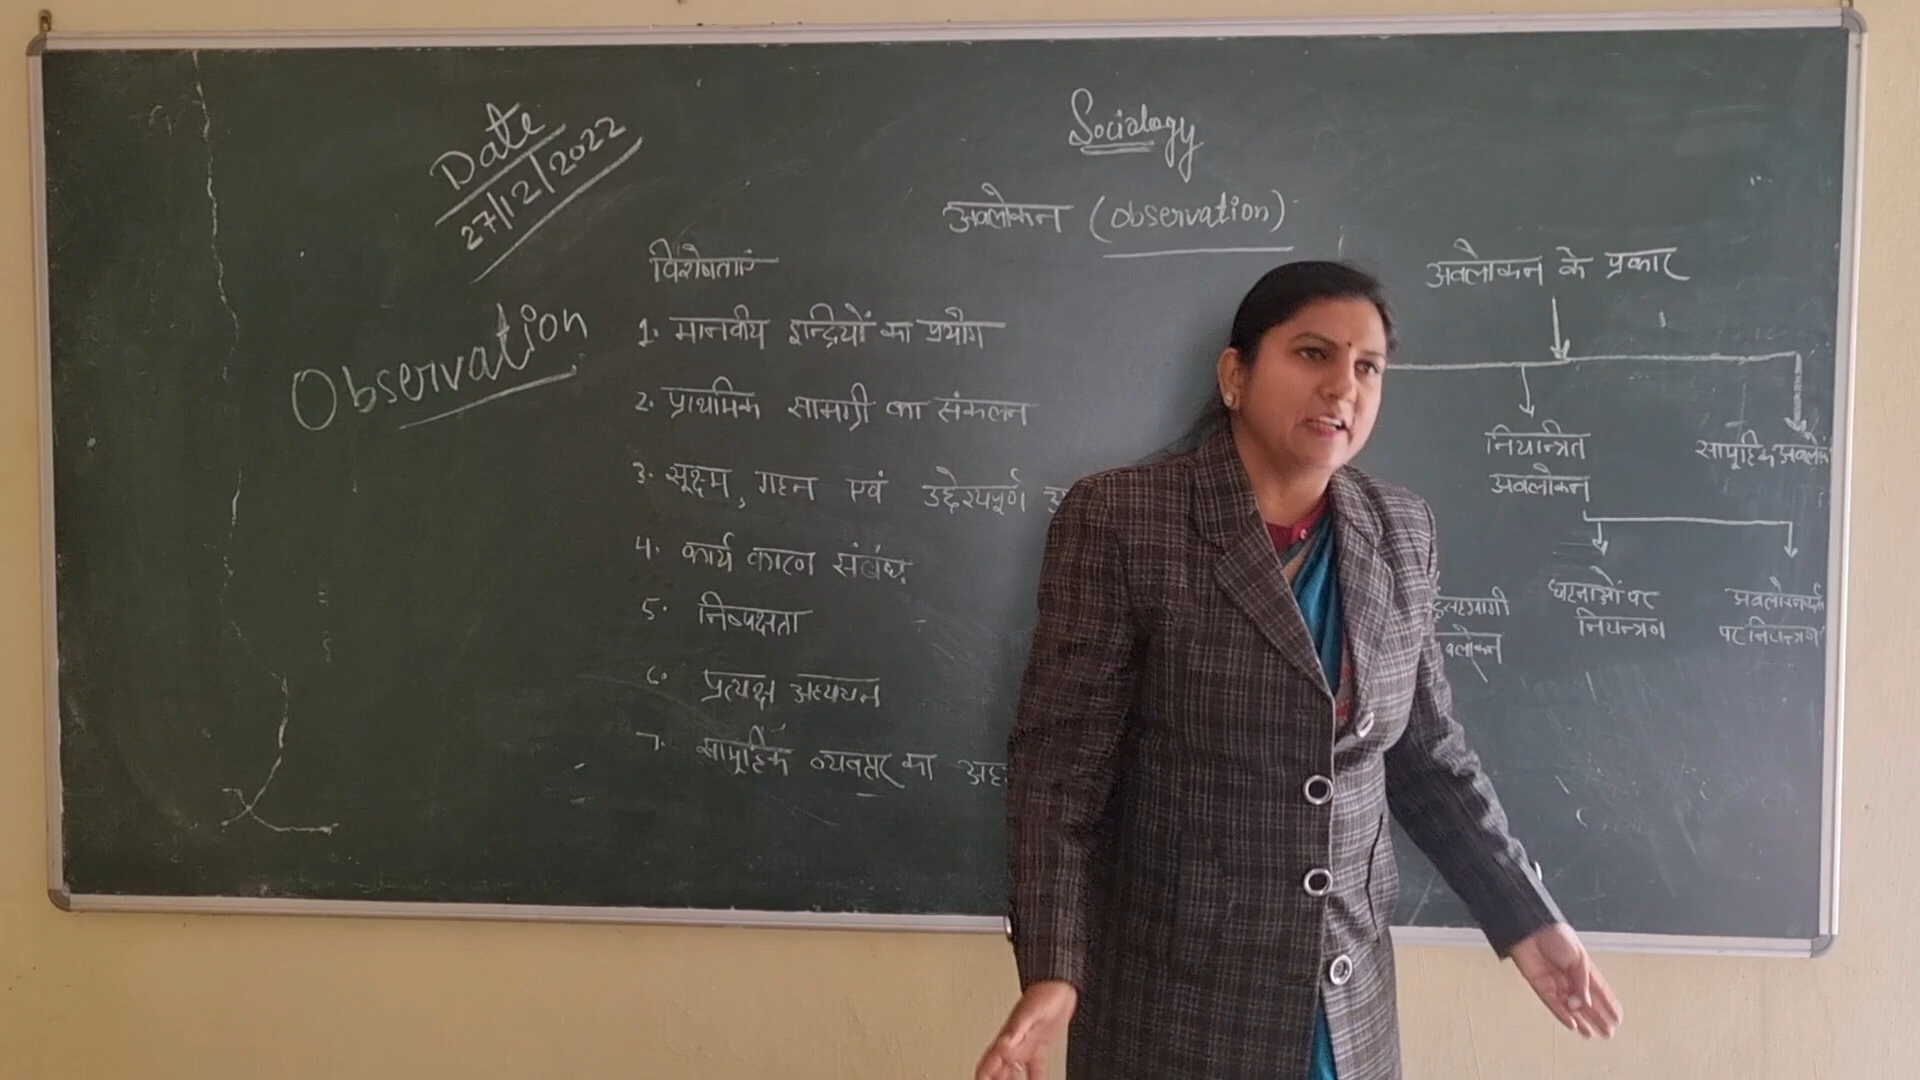 Date
27/12/2022
Sociology
अवलोकन (observation)
Observation
विशेषताएं
1. मानवीय इन्द्रियों का प्रयोग
2. प्राथमिक सामग्री का संकलन
3. सूक्ष्म, गहन एवं उद्देश्यपूर्ण
4. कार्य कारण संबंध
5. निष्पक्षता
6. प्रत्यक्ष अध्ययन
7. सामूहिक व्यवहार का
अवलोकन के प्रकार
नियन्त्रित
अवलोकन
सामूहिक अवलोकन
घटनाओं पर
नियन्त्रण
अवलोकनकर्ता
पर नियन्त्रण